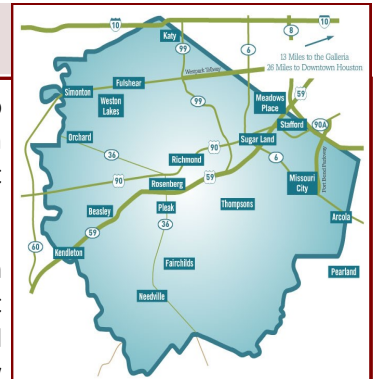 10
10
8
Katy
99
6
13 Miles to the Galleria
26 Miles to Downtown Houston
Westpark Tollway
59
Fulshear
Simonton
Weston
Lakes
99
Meadows
Place
Stafford
90A
Orchard
Sugar Land
36
90
Richmond
6
Rosenberg
90
59
Missouri
City
Fort Bend Parkway
Beasley
Pleak
Thompsons
36
Arcola
59
60
Kendleton
Fairchilds
Pearland
Needville